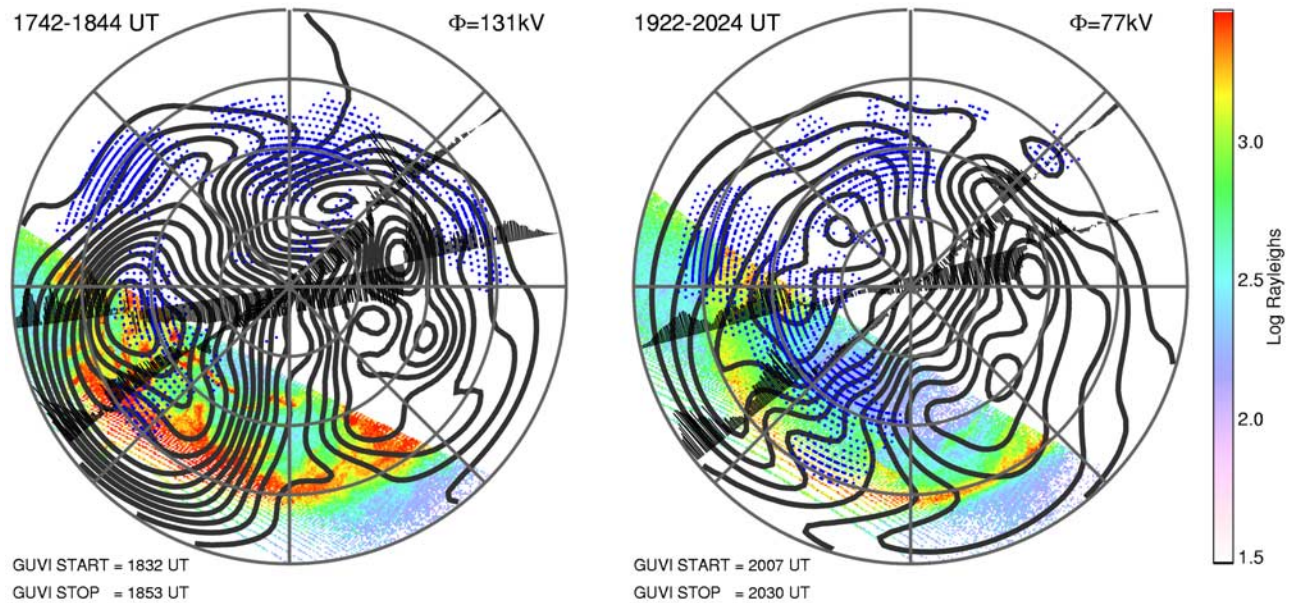 1742-1844 UT
Φ=131kV
1922-2024 UT
Φ=77kV
3.0
2.5
2.0
1.5
Log Rayleighs
GUVI START = 1832 UT
GUVI STOP = 1853 UT
GUVI START = 2007 UT
GUVI STOP = 2030 UT